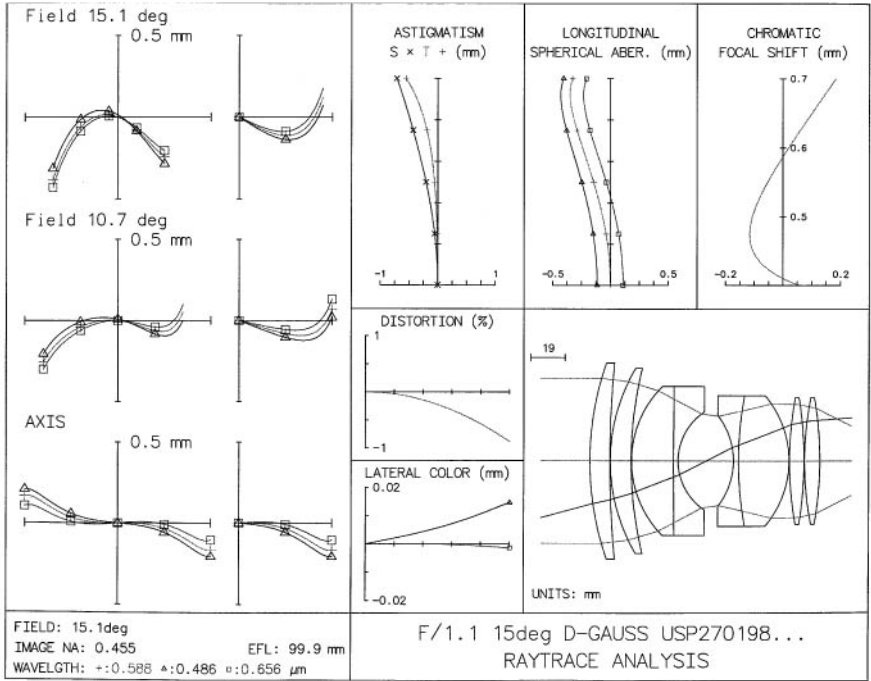 Field 15.1 deg
0.5 mm
Field 10.7 deg
0.5 mm
AXIS
0.5 mm
ASTIGMATISM
S × T + (mm)
-1
1
LONGITUDINAL
SPHERICAL ABER. (mm)
-0.5
0.5
CHROMATIC
FOCAL SHIFT (mm)
0.7
0.6
0.5
-0.2
0.2
DISTORTION (%)
1
-1
LATERAL COLOR (mm)
0.02
-0.02
19
UNITS: mm
FIELD: 15.1deg
IMAGE NA: 0.455 EFL: 99.9 mm
WAVELGTH: +:0.588 △:0.486 □:0.656 μm
F/1.1 15deg D-GAUSS USP270198...
RAYTRACE ANALYSIS